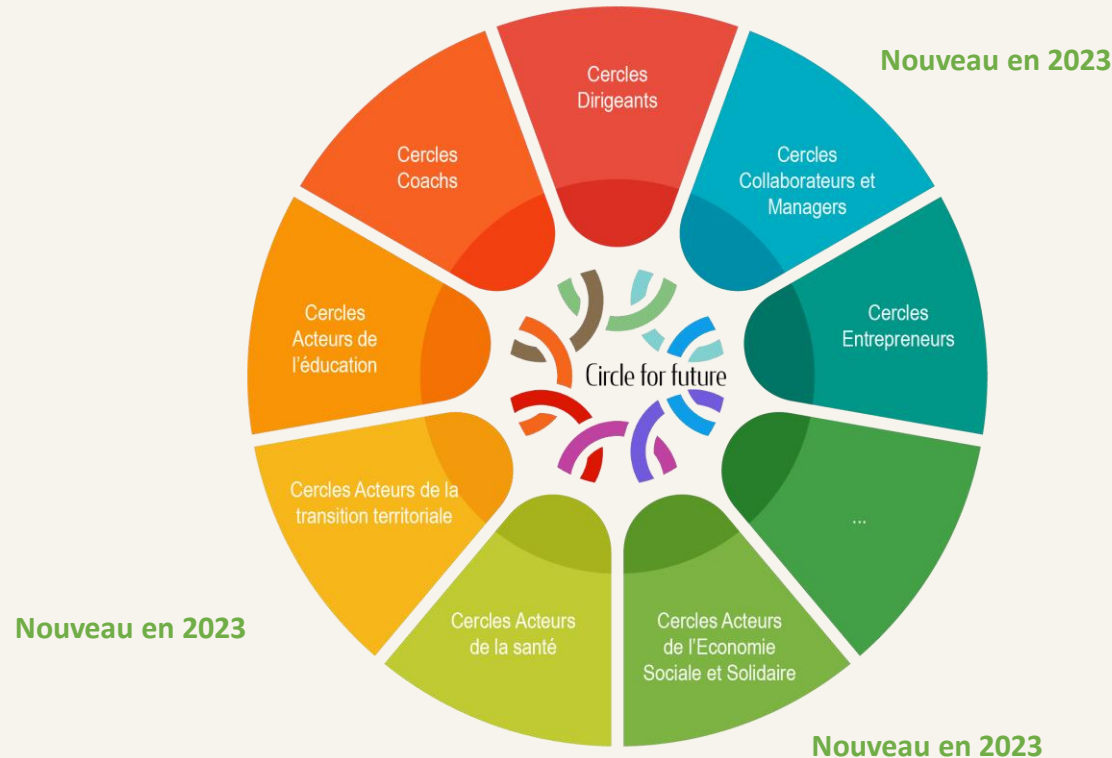 Nouveau en 2023
Cercles
Dirigeants
Cercles
Coachs
Cercles
Collaborateurs et
Managers
Cercles
Acteurs de
l'éducation
Cercles
Entrepreneurs
Circle for future
Cercles Acteurs de la
transition territoriale
...
Cercles Acteurs
de la santé
Cercles Acteurs
de l'Economie
Sociale et Solidaire
Nouveau en 2023
Nouveau en 2023